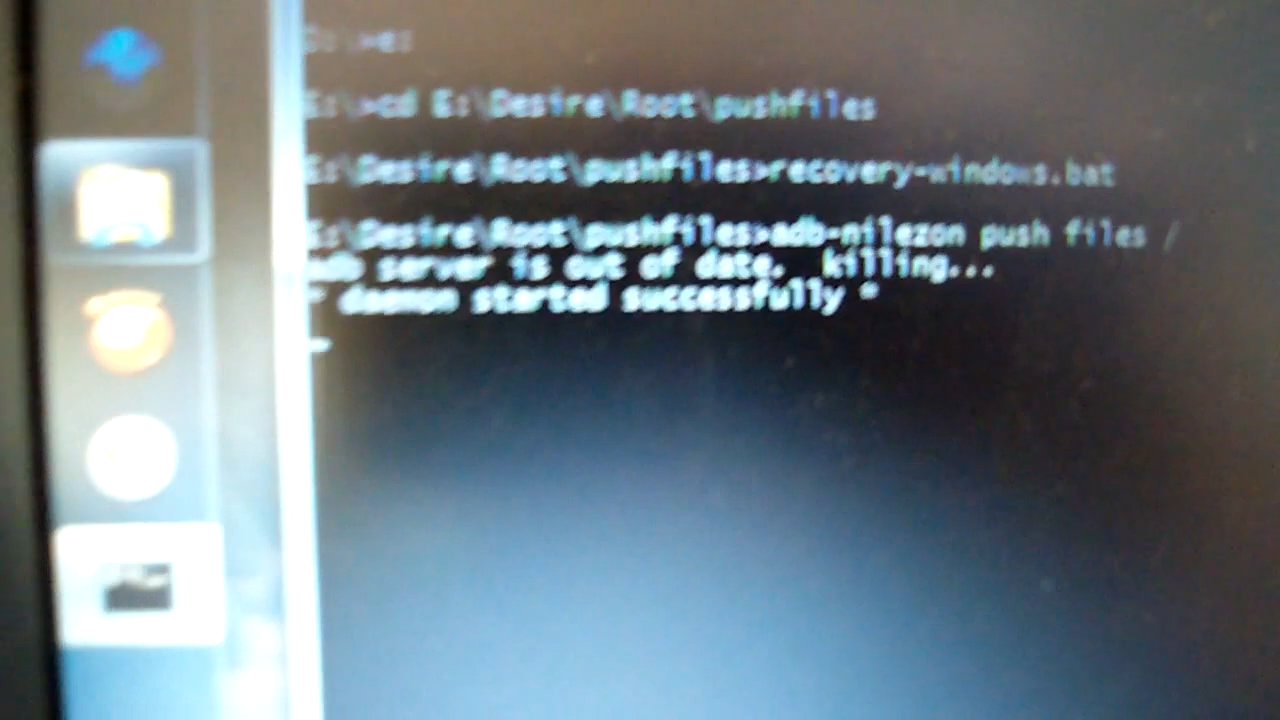 E:\>cd E:\Desire\Root\pushfiles
E:\Desire\Root\pushfiles>recovery-windows.bat
E:\Desire\Root\pushfiles>adb-nilezon push files /
adb server is out of date. killing...
* daemon started successfully *